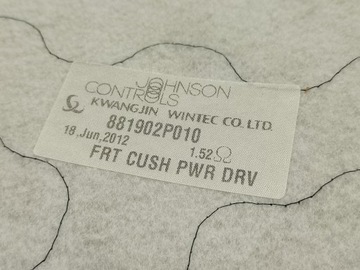 JOHNSON
CONTROLS
KWANGJIN WINTEC CO. LTD.
881902P010
18,Jun,2012 1.52Ω
FRT CUSH PWR DRV